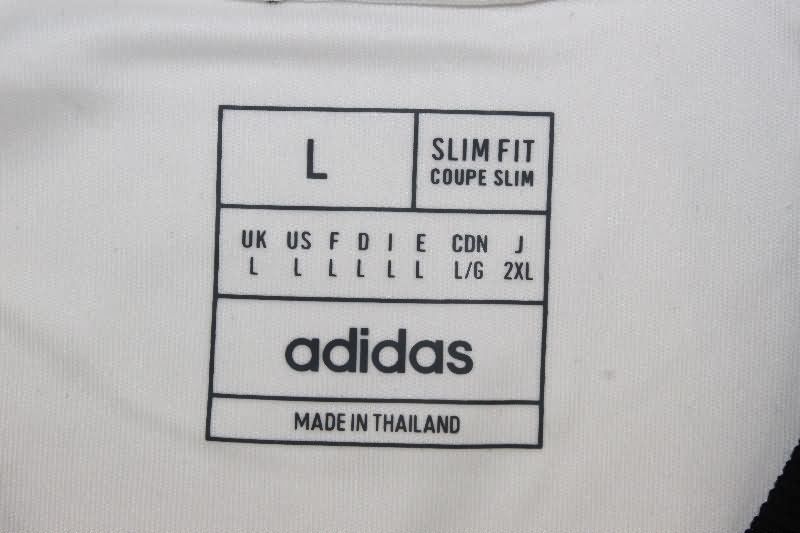 L
SLIM FIT
COUPE SLIM
UK US F D I E CDN J
L L L L L L L/G 2XL
adidas
MADE IN THAILAND